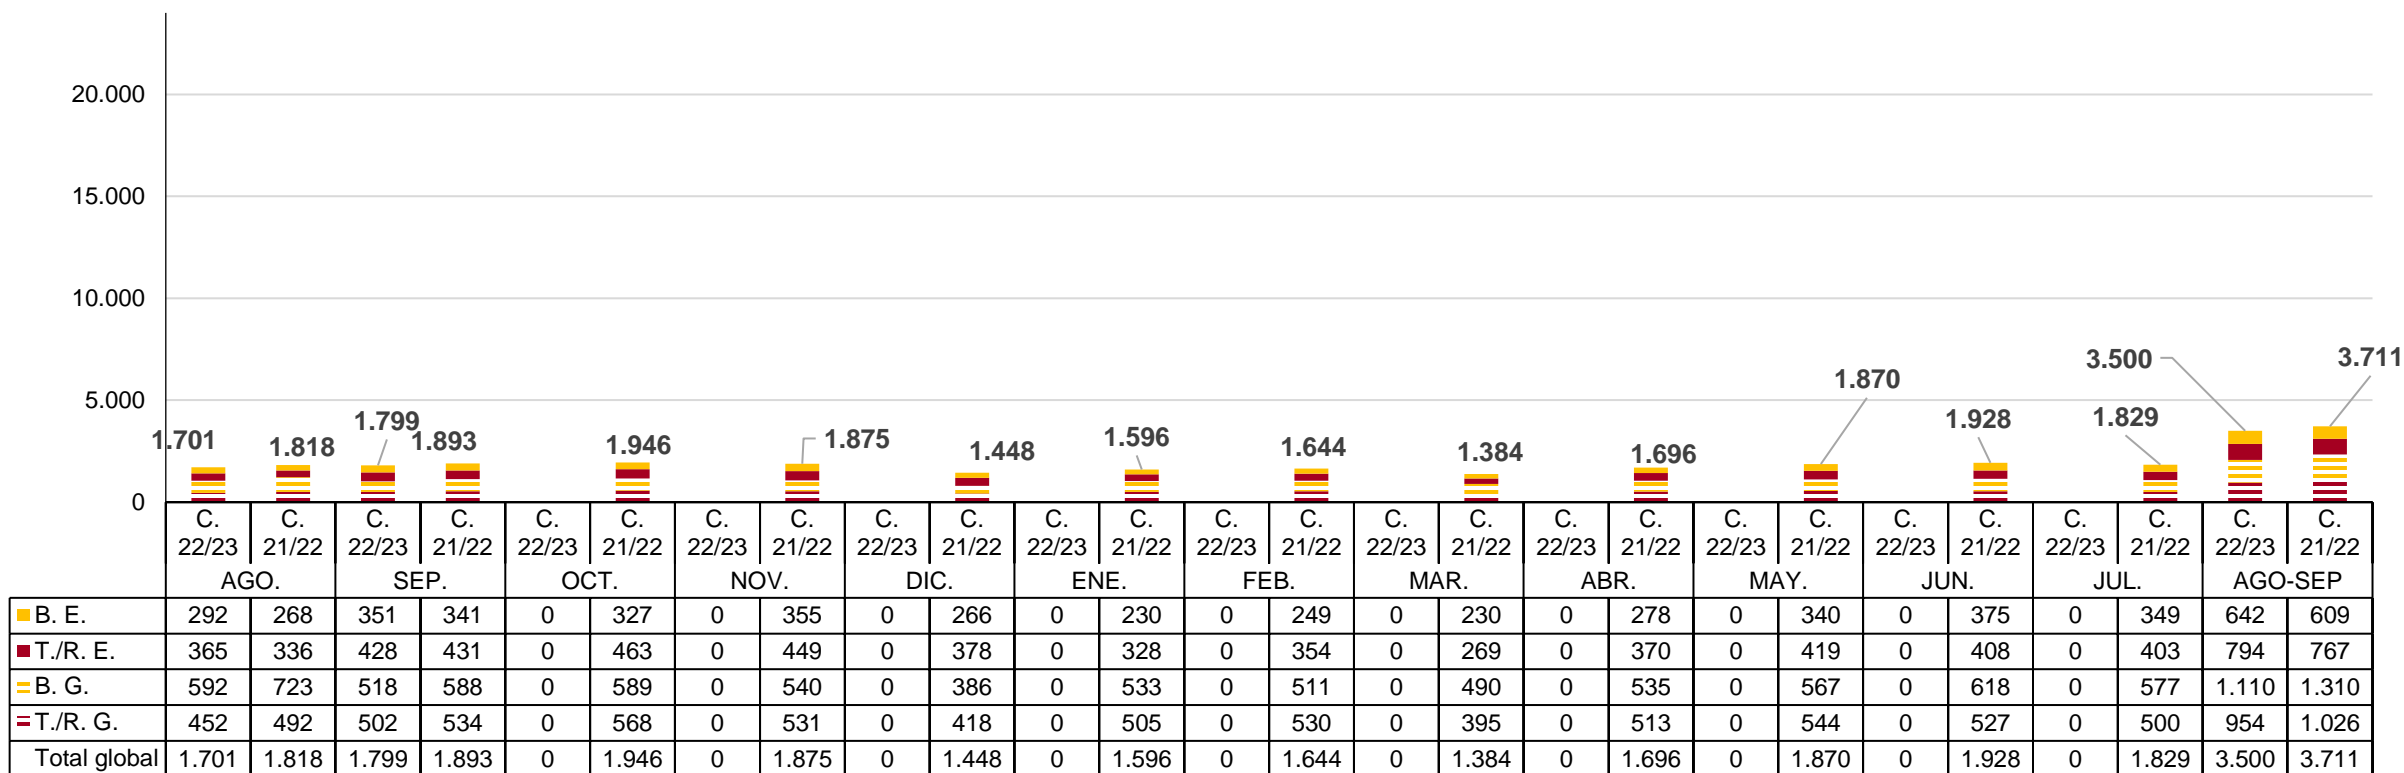 20.000
15.000
10.000
5.000
0
1.701 1.818 1.799 1.893 1.946 1.875 1.448 1.596 1.644 1.384 1.696 1.870 1.928 1.829 3.500 3.711
C. 22/23 C. 21/22 C. 22/23 C. 21/22 C. 22/23 C. 21/22 C. 22/23 C. 21/22 C. 22/23 C. 21/22 C. 22/23 C. 21/22 C. 22/23 C. 21/22 C. 22/23 C. 21/22 C. 22/23 C. 21/22 C. 22/23 C. 21/22 C. 22/23 C. 21/22 C. 22/23 C. 21/22 C. 22/23 C. 21/22
AGO. SEP. OCT. NOV. DIC. ENE. FEB. MAR. ABR. MAY. JUN. JUL. AGO-SEP
B. E. 292 268 351 341 0 327 0 355 0 266 0 230 0 249 0 230 0 278 0 340 0 375 0 349 642 609
T./R. E. 365 336 428 431 0 463 0 449 0 378 0 328 0 354 0 269 0 370 0 419 0 408 0 403 794 767
B. G. 592 723 518 588 0 589 0 540 0 386 0 533 0 511 0 490 0 535 0 567 0 618 0 577 1.110 1.310
T./R. G. 452 492 502 534 0 568 0 531 0 418 0 505 0 530 0 395 0 513 0 544 0 527 0 500 954 1.026
Total global 1.701 1.818 1.799 1.893 0 1.946 0 1.875 0 1.448 0 1.596 0 1.644 0 1.384 0 1.696 0 1.870 0 1.928 0 1.829 3.500 3.711